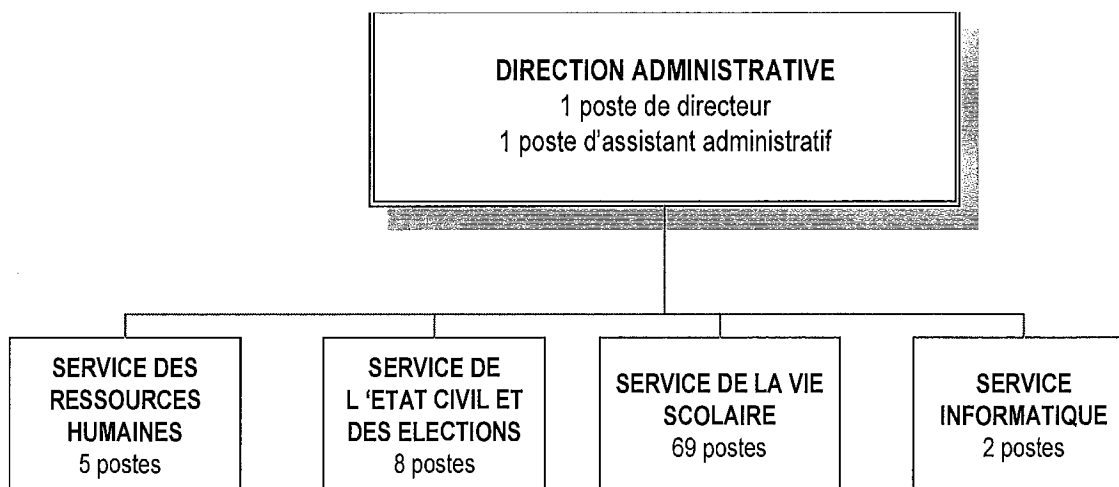 DIRECTION ADMINISTRATIVE
1 poste de directeur
1 poste d'assistant administratif
SERVICE DES
RESSOURCES
HUMAINES
5 postes
SERVICE DE
L 'ETAT CIVIL ET
DES ELECTIONS
8 postes
SERVICE DE LA VIE
SCOLAIRE
69 postes
SERVICE
INFORMATIQUE
2 postes